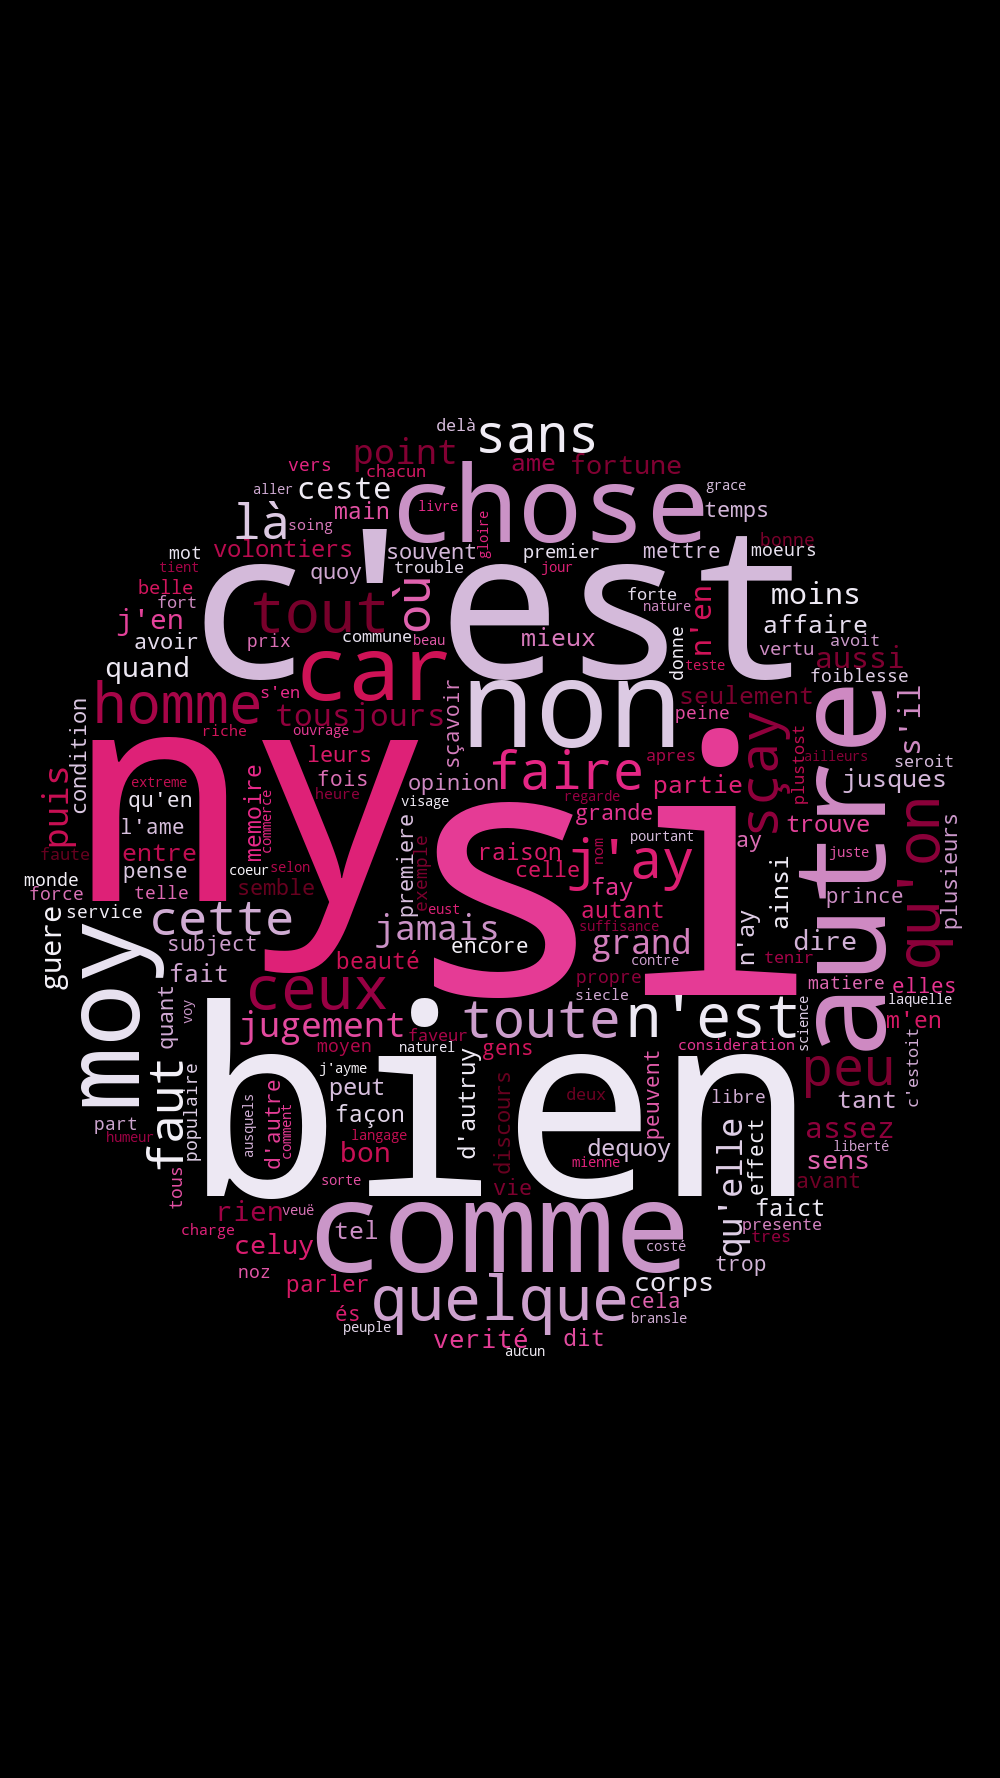 delà
sans
point
vers
chacun
ame
fortune
aller
ceste
chose
grace
livre
main
là
soing
gloire
temps
volontiers
mot
souvent
premier
mettre
moeurs
bonne
tient
quoy
trouble
jour
c'est
belle
fort
tout
où
forte
nature
n'en
moins
j'en
avoir
prix
commune
beau
mieux
donne
affaire
vertu
avoit
quand
car
teste
aussi
foiblesse
homme
s'en
tousjours
sçavoir
non
seulement
peine
s'il
riche
ouvrage
condition
leurs
faire
apres
sçay
plustost
ailleurs
seroit
puis
extreme
fois
opinion
partie
jusques
qu'en
memoire
commerce
heure
visage
regarde
grande
autre
qu'on
l'ame
ny
si
premiere
pourtant
ay
trouve
plusieurs
faute
entre
raison
nom
j'ay
juste
monde
pense
coeur
selon
exemple
celle
force
telle
semble
fay
ainsi
prince
service
cette
eust
autant
suffisance
guere
moy
subject
jamais
encore
grand
n'ay
dire
beauté
contre
tenir
fait
propre
matiere
elles
quant
voy
ceux
siecle
laquelle
jugement
faveur
toute
n'est
science
m'en
moyen
naturel
gens
consideration
c'estoit
faut
populaire
j'ayme
bien
peu
peut
d'autruy
discours
deux
peuvent
libre
tant
part
ausquels
d'autre
comment
façon
humeur
langage
dequoy
qu'elle
effect
assez
liberté
bon
mienne
sens
tous
sorte
vie
avant
rien
veuë
comme
faict
charge
tel
presente
celuy
costé
tres
noz
trop
parler
quelque
corps
és
cela
peuple
bransle
verité
dit
aucun